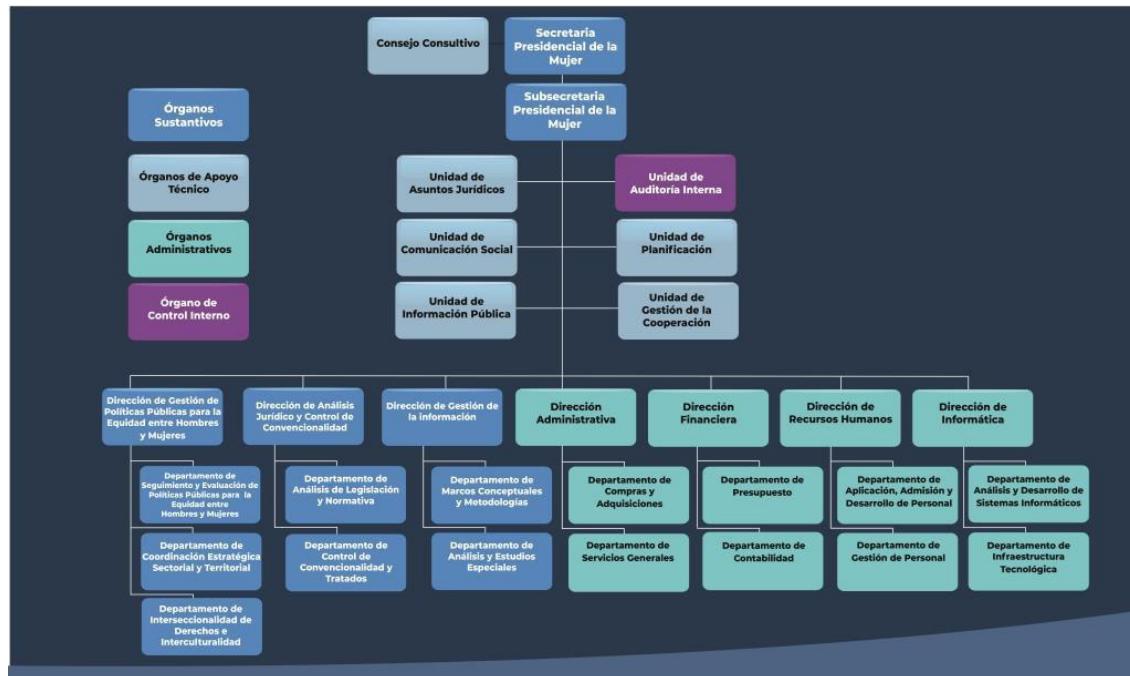 Consejo Consultivo
Secretaria
Presidencial de la
Mujer
Subsecretaria
Presidencial de la
Mujer
Órganos
Sustantivos
Órganos de Apoyo
Técnico
Órganos
Administrativos
Órgano de
Control Interno
Unidad de
Asuntos Jurídicos
Unidad de
Auditoría Interna
Unidad de
Comunicación Social
Unidad de
Planificación
Unidad de
Información Pública
Unidad de
Gestión de la
Cooperación
Dirección de Gestión de
Políticas Públicas para la
Equidad entre Hombres
y Mujeres
Dirección de Análisis
Jurídico y Control de
Convencionalidad
Dirección de Gestión de
la información
Dirección
Administrativa
Dirección
Financiera
Dirección de
Recursos Humanos
Dirección de
Informática
Departamento de
Seguimiento y Evaluación de
Políticas Públicas para la
Equidad entre
Hombres y Mujeres
Departamento de
Análisis de Legislación
y Normativa
Departamento de
Marcos Conceptuales
y Metodologías
Departamento de
Compras y
Adquisiciones
Departamento de
Presupuesto
Departamento de
Aplicación, Admisión y
Desarrollo de Personal
Departamento de
Análisis y Desarrollo de
Sistemas Informáticos
Departamento de
Coordinación Estratégica
Sectorial y Territorial
Departamento de
Control de
Convencionalidad y
Tratados
Departamento de
Análisis y Estudios
Especiales
Departamento de
Servicios Generales
Departamento de
Contabilidad
Departamento de
Gestión de Personal
Departamento de
Infraestructura
Tecnológica
Departamento de
Interseccionalidad de
Derechos e
Interculturalidad